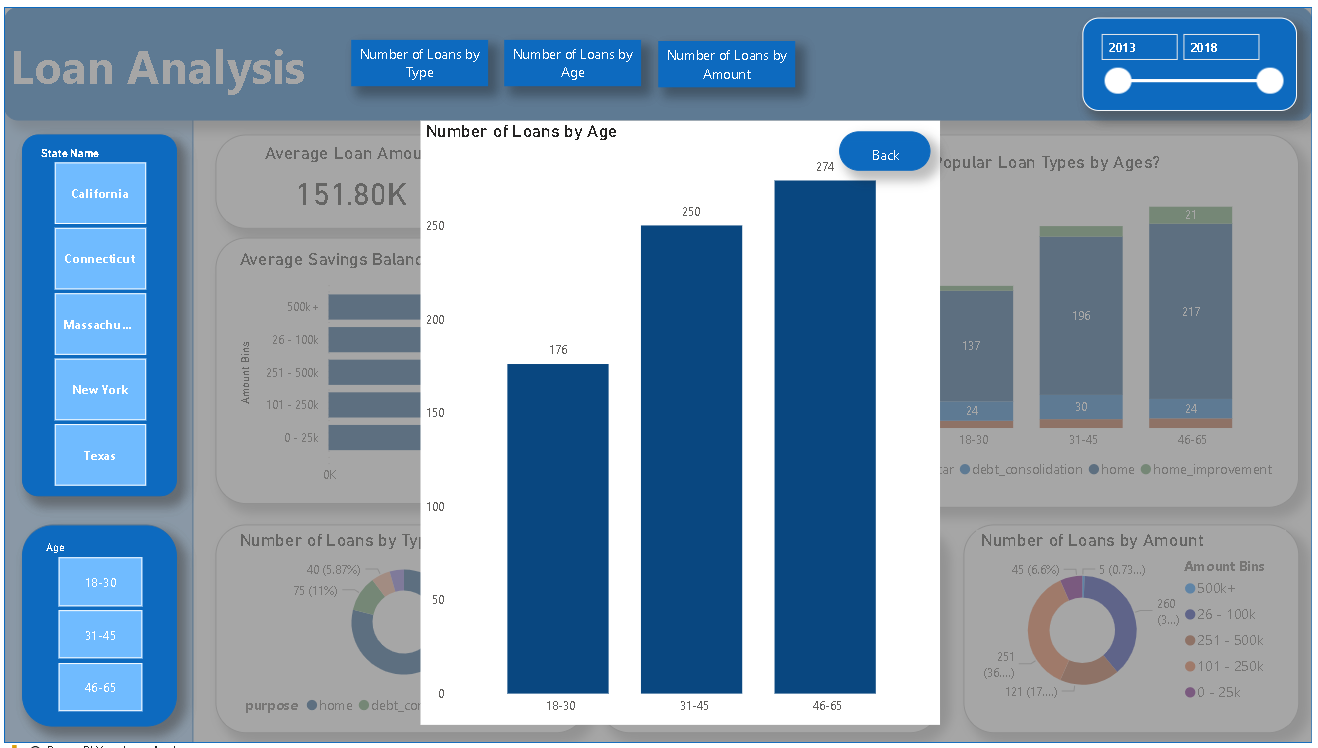 Loan Analysis
Number of Loans by
Type
Number of Loans by
Age
Number of Loans by
Amount
2013
2018
State Name
California
Connecticut
Massachu...
New York
Texas
Age
18-30
31-45
46-65
Average Loan Amou
151.80K
Average Savings Balanc
Amount Bins
500k+
26 - 100k
251 - 500k
101 - 250k
0 - 25k
0K
Number of Loans by Typ
40 (5.87%)
75 (11%)
purpose
home
debt_cor
Number of Loans by Age
Back
274
250
176
250
200
150
100
50
0
18-30
31-45
46-65
opular Loan Types by Ages?
21
196
217
137
24
30
24
18-30
31-45
46-65
car
debt_consolidation
home
home_improvement
Number of Loans by Amount
45 (6.6%)
5 (0.73...)
260
(3...)
251
(36....)
121 (17....)
Amount Bins
500k+
26 - 100k
251 - 500k
101 - 250k
0 - 25k